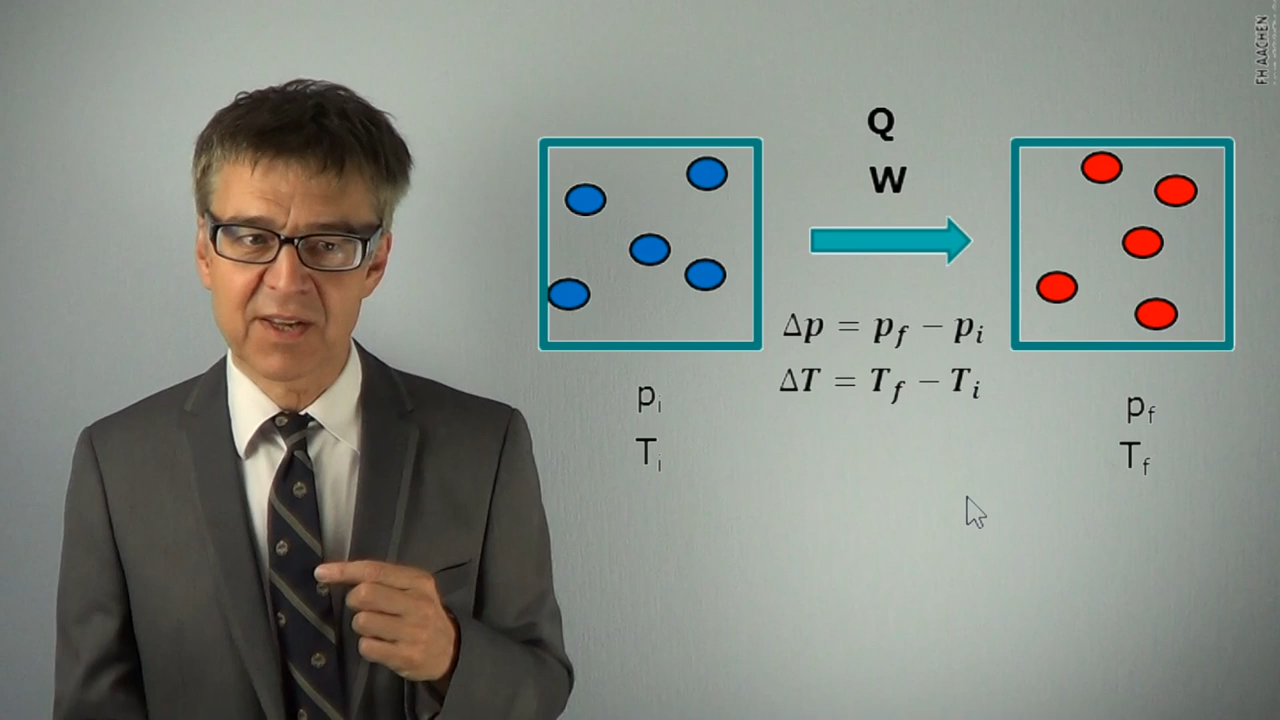 FH AACHEN
Q
W
Δp = p_f − p_i
ΔT = T_f − T_i
p_i
T_i
p_f
T_f